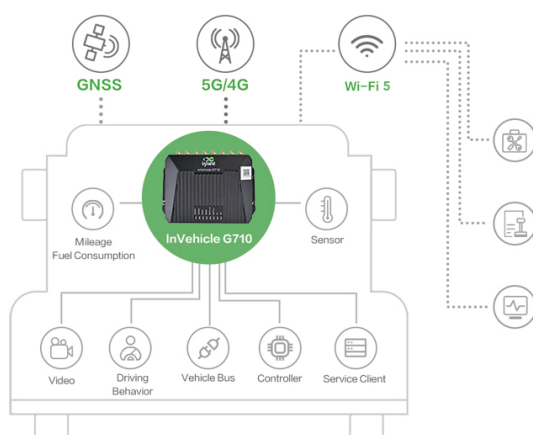 GNSS
5G/4G
Wi-Fi 5
InVehicle G710
Mileage
Fuel Consumption
Sensor
Video
Driving
Behavior
Vehicle Bus
Controller
Service Client